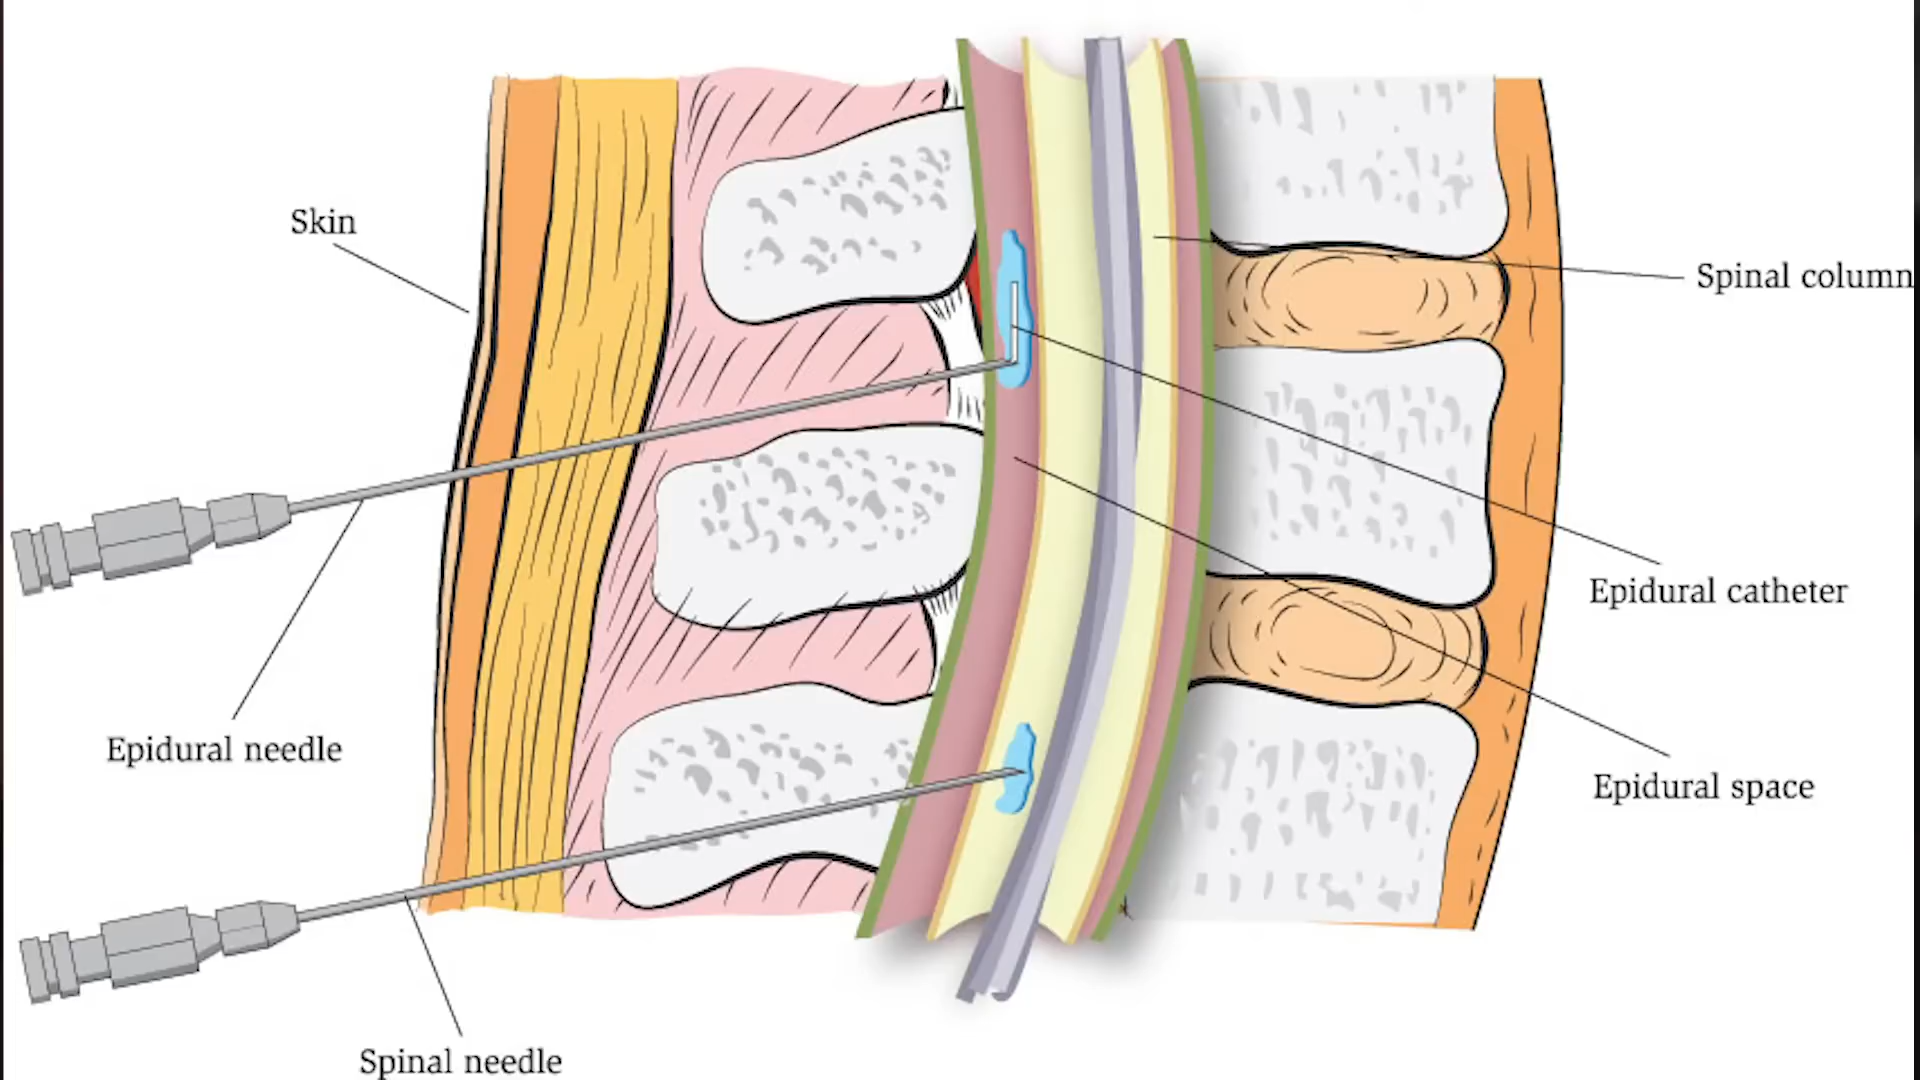 Skin
Spinal column
Epidural catheter
Epidural needle
Epidural space
Spinal needle